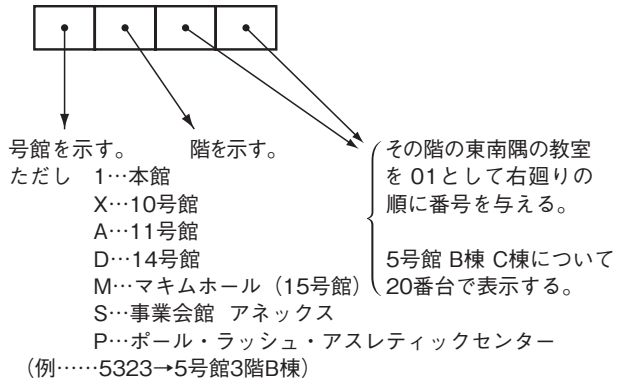 号館を示す。
階を示す。
ただし 1…本館
X…10号館
A…11号館
D…14号館
M…マキムホール（15号館）
S…事業会館 アネックス
P…ポール・ラッシュ・アスレティックセンター
（例……5323→5号館3階B棟）
その階の東南隅の教室
を 01として右廻りの
順に番号を与える。
5号館 B棟 C棟について
20番台で表示する。